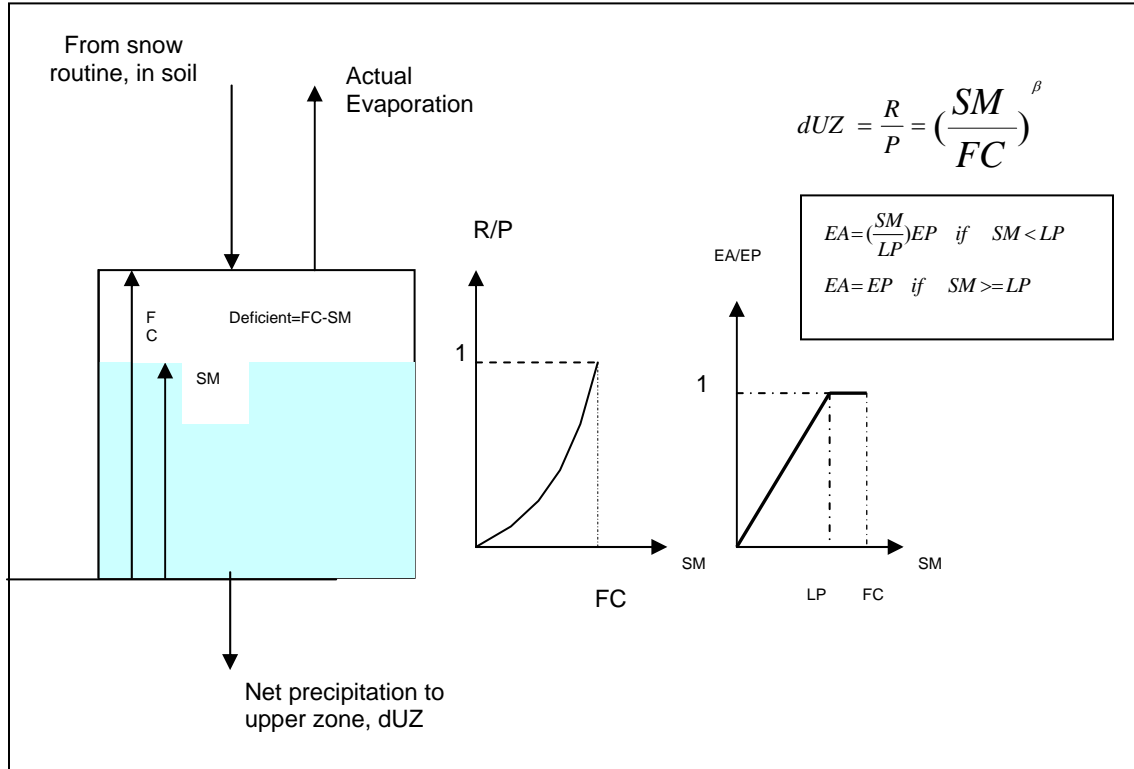 From snow
routine, in soil
Actual
Evaporation
dUZ = R/P = (SM/FC)^β
EA=(SM/LP)EP if SM<LP
EA=EP if SM>=LP
F
C
Deficient=FC-SM
SM
R/P
1
SM
FC
EA/EP
1
SM
LP FC
Net precipitation to
upper zone, dUZ